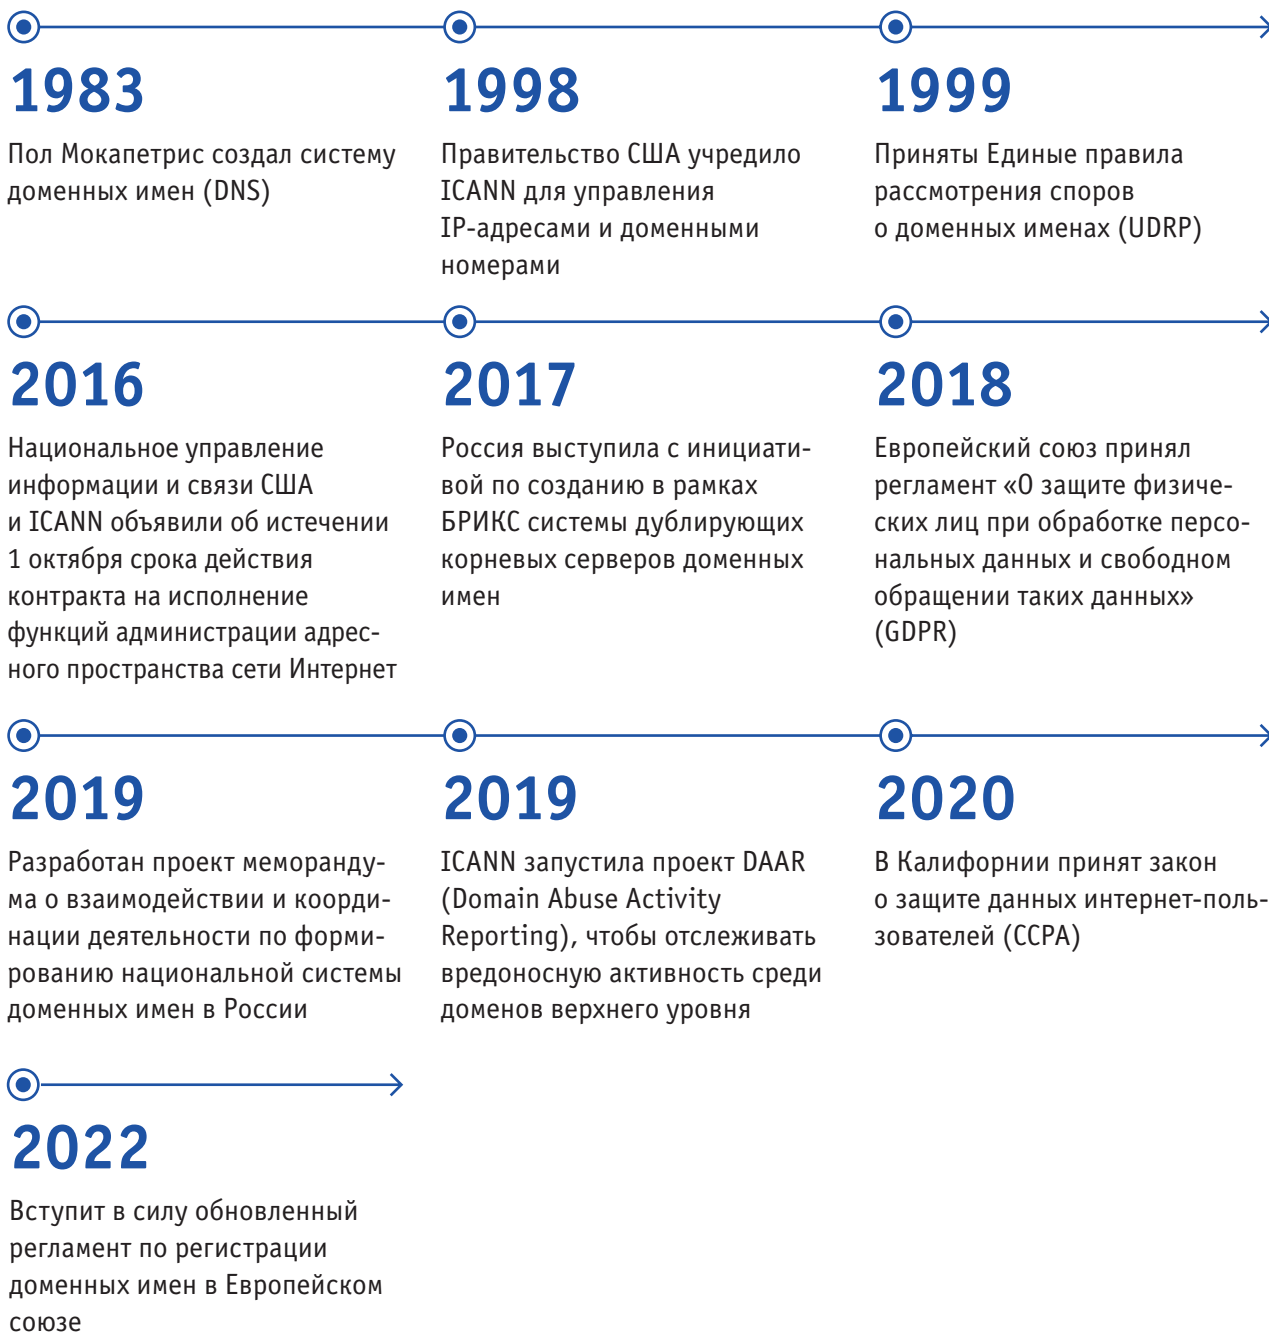 1983
Пол Мокапетрис создал систему
доменных имен (DNS)
1998
Правительство США учредило
ICANN для управления
IP-адресами и доменными
номерами
1999
Приняты Единые правила
рассмотрения споров
о доменных именах (UDRP)
2016
Национальное управление
информации и связи США
и ICANN объявили об истечении
1 октября срока действия
контракта на исполнение
функций администрации адрес-
ного пространства сети Интернет
2017
Россия выступила с инициати-
вой по созданию в рамках
БРИКС системы дублирующих
корневых серверов доменных
имен
2018
Европейский союз принял
регламент «О защите физиче-
ских лиц при обработке персо-
нальных данных и свободном
обращении таких данных»
(GDPR)
2019
Разработан проект меморанду-
ма о взаимодействии и коорди-
нации деятельности по форми-
рованию национальной системы
доменных имен в России
2019
ICANN запустила проект DAAR
(Domain Abuse Activity
Reporting), чтобы отслеживать
вредоносную активность среди
доменов верхнего уровня
2020
В Калифорнии принят закон
о защите данных интернет-поль-
зователей (CCPA)
2022
Вступит в силу обновленный
регламент по регистрации
доменных имен в Европейском
союзе